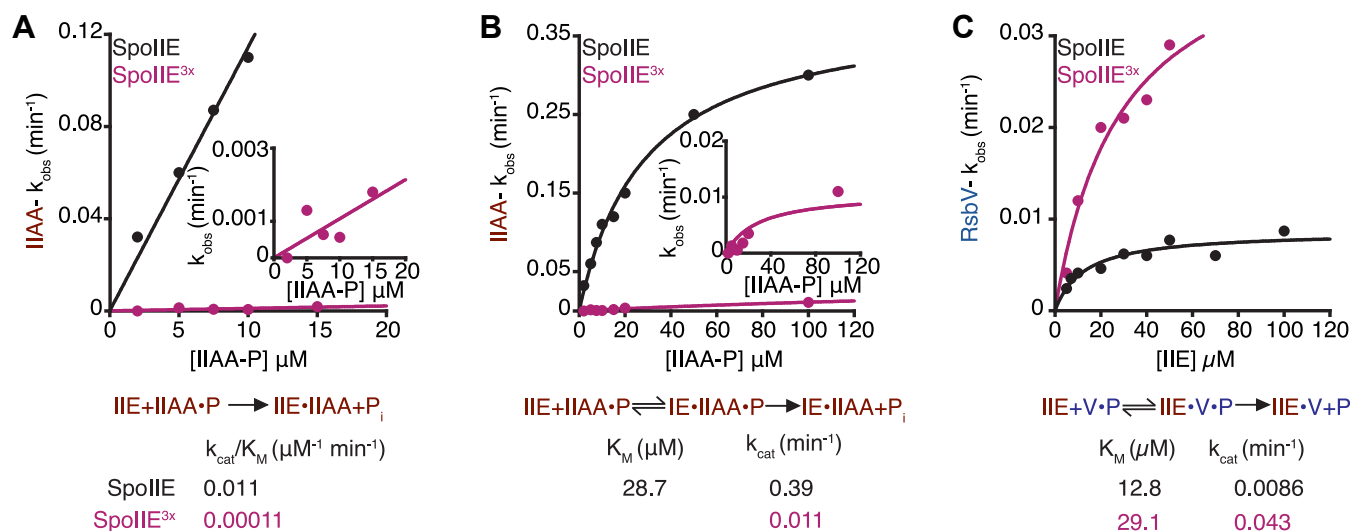 A
SpoIIE
SpoIIE3x
0.12
0.08
0.04
0
IIAA- kobs (min-1)
0 5 10 15 20
[IIAA-P] µM
0.003
0.001
0
kobs (min-1)
0 5 10 15 20
[IIAA-P] µM
IIE+IIAA•P → IIE•IIAA+Pi
kcat/KM (µM-1 min-1)
SpoIIE 0.011
SpoIIE3x 0.00011
B
SpoIIE
SpoIIE3x
0.35
0.25
0.15
0.05
0
IIAA- kobs (min-1)
0 20 40 60 80 100 120
[IIAA-P] µM
0.02
0.01
0
kobs (min-1)
0 40 80 120
[IIAA-P] µM
IIE+IIAA•P ⇌ IE•IIAA•P → IE•IIAA+Pi
KM (µM) kcat (min-1)
28.7 0.39
0.011
C
SpoIIE
SpoIIE3x
0.03
0.02
0.01
0
RsbV- kobs (min-1)
0 20 40 60 80 100 120
[IIE] µM
IIE+V•P ⇌ IIE•V•P → IIE•V+P
KM (µM) kcat (min-1)
12.8 0.0086
29.1 0.043